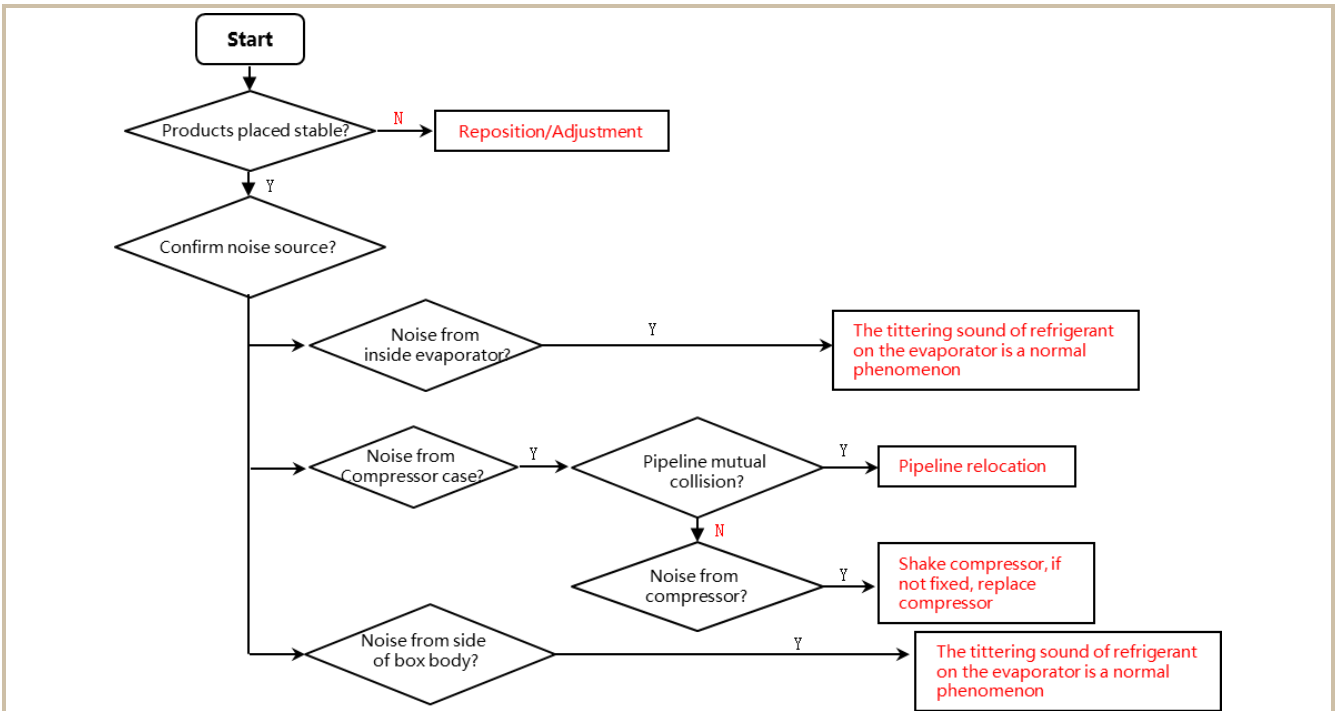 Start
Products placed stable?
N
Reposition/Adjustment
Y
Confirm noise source?
Noise from
inside evaporator?
Y
The tittering sound of refrigerant
on the evaporator is a normal
phenomenon
Noise from
Compressor case?
Y
Pipeline mutual
collision?
Y
Pipeline relocation
N
Noise from
compressor?
Y
Shake compressor, if
not fixed, replace
compressor
Noise from side
of box body?
Y
The tittering sound of refrigerant
on the evaporator is a normal
phenomenon